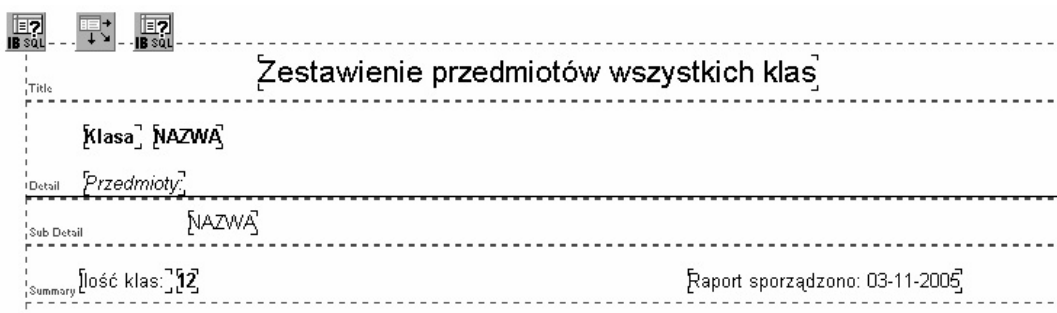 IB SQL IB SQL
Zestawienie przedmiotów wszystkich klas
Title
Klasa NAZWA
Detail Przedmioty:
Sub Detail NAZWA
Summary Ilość klas: 12 Raport sporządzono: 03-11-2005